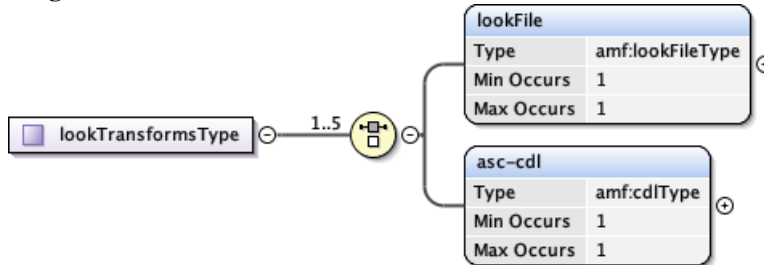 lookFile
Type amf:lookFileType
Min Occurs 1
Max Occurs 1
lookTransformsType
1..5
asc-cdl
Type amf:cdlType
Min Occurs 1
Max Occurs 1